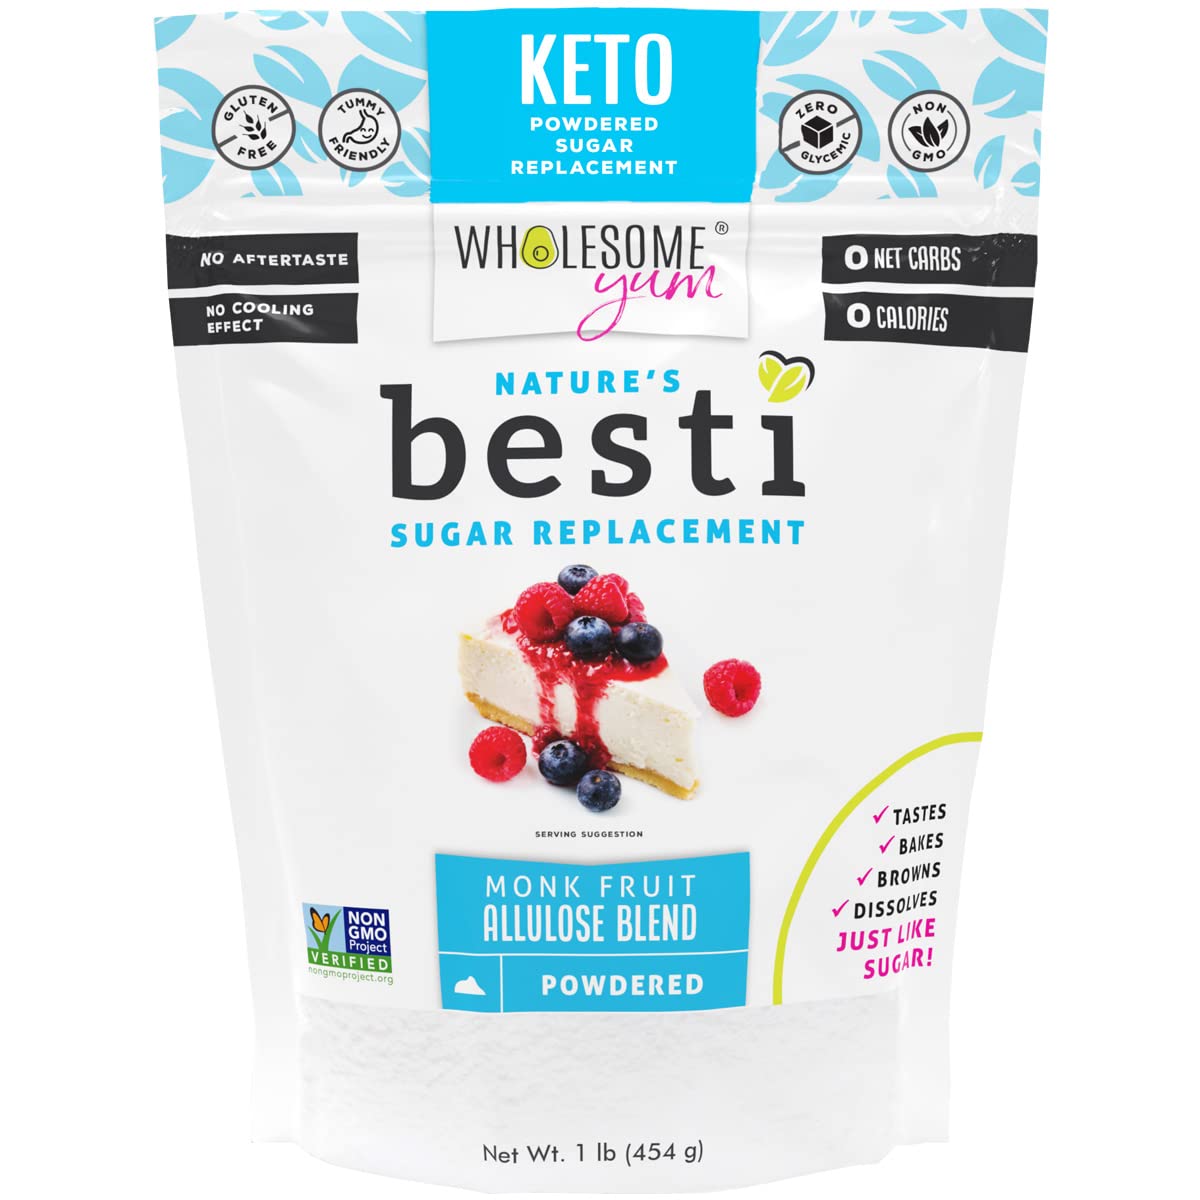 KETO
POWDERED
SUGAR
REPLACEMENT
GLUTEN
FREE
TUMMY
FRIENDLY
ZERO
GLYCEMIC
NON
GMO
WHOLESOME®
yum
NO AFTERTASTE
NO COOLING
EFFECT
0 NET CARBS
0 CALORIES
NATURE'S
besti
SUGAR REPLACEMENT
SERVING SUGGESTION
MONK FRUIT
ALLULOSE BLEND
POWDERED
NON
GMO
Project
VERIFIED
nongmoproject.org
TASTES
BAKES
BROWNS
DISSOLVES
JUST LIKE
SUGAR!
Net Wt. 1 lb (454 g)